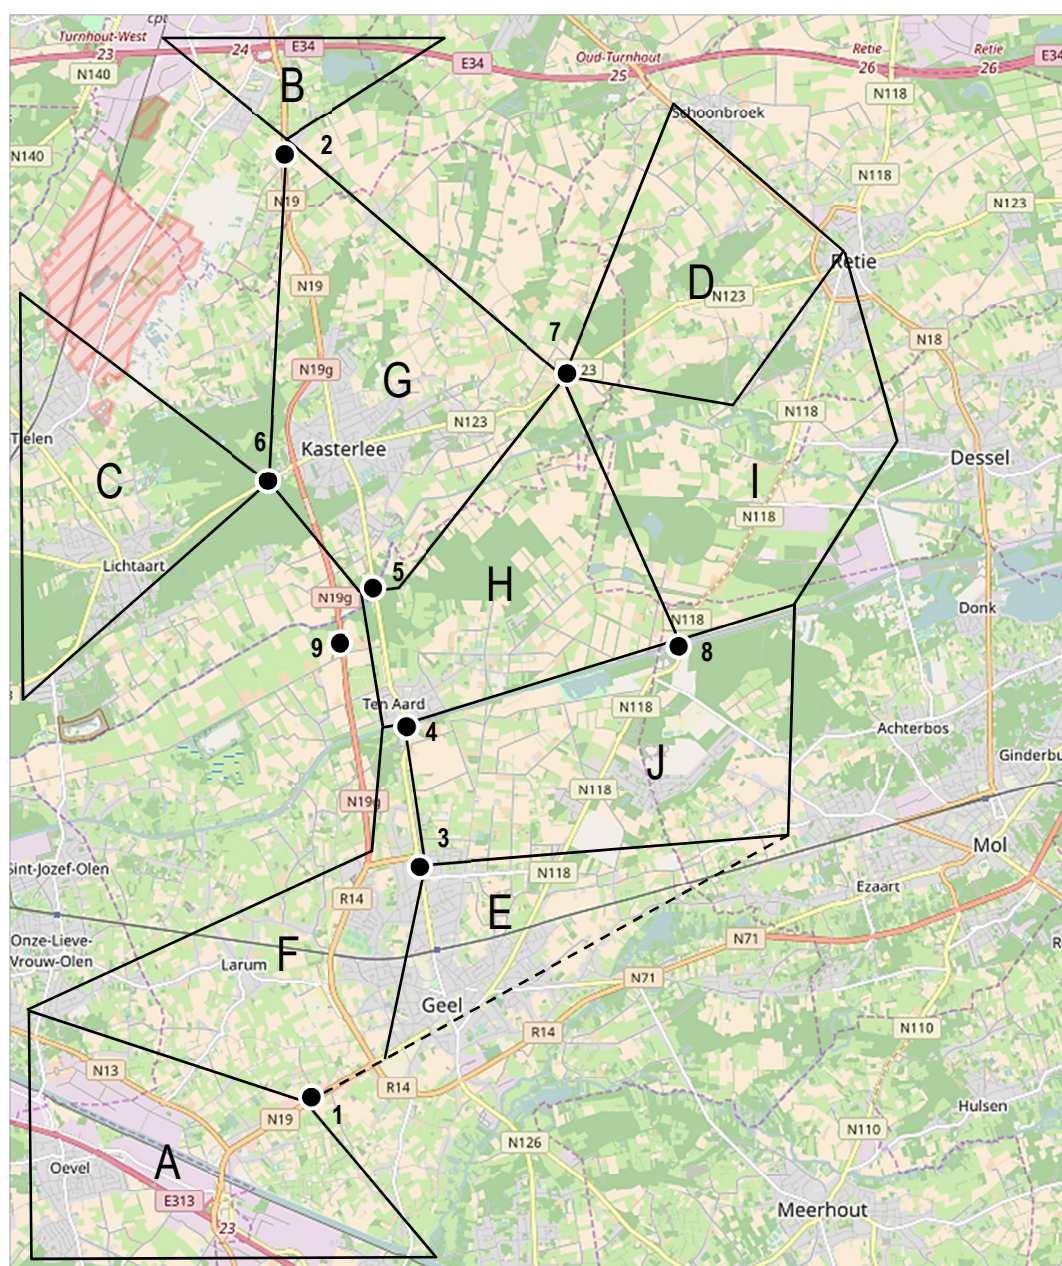 cpt
Turnhout-West
23
24
E34
E34
Oud-Turnhout
25
Retie
26
Retie
26
E34
N140
B
N118
Schoonbroek
N140
2
N118
N19
N123
Retie
N19
D
N123
7
N18
N19g
23
G
N118
N123
Tielen
6
Kasterlee
C
Dessel
I
N118
Lichtaart
5
H
N19g
Donk
N118
9
8
Ten Aard
N118
4
Achterbos
J
Ginderbu
N19g
N118
3
Mol
Sint-Jozef-Olen
N118
Ezaart
R14
E
Onze-Lieve-
Vrouw-Olen
N71
F
Larum
N71
Geel
N110
R14
N13
R14
1
N19
Hulsen
N110
N126
A
Oevel
E313
23
Meerhout